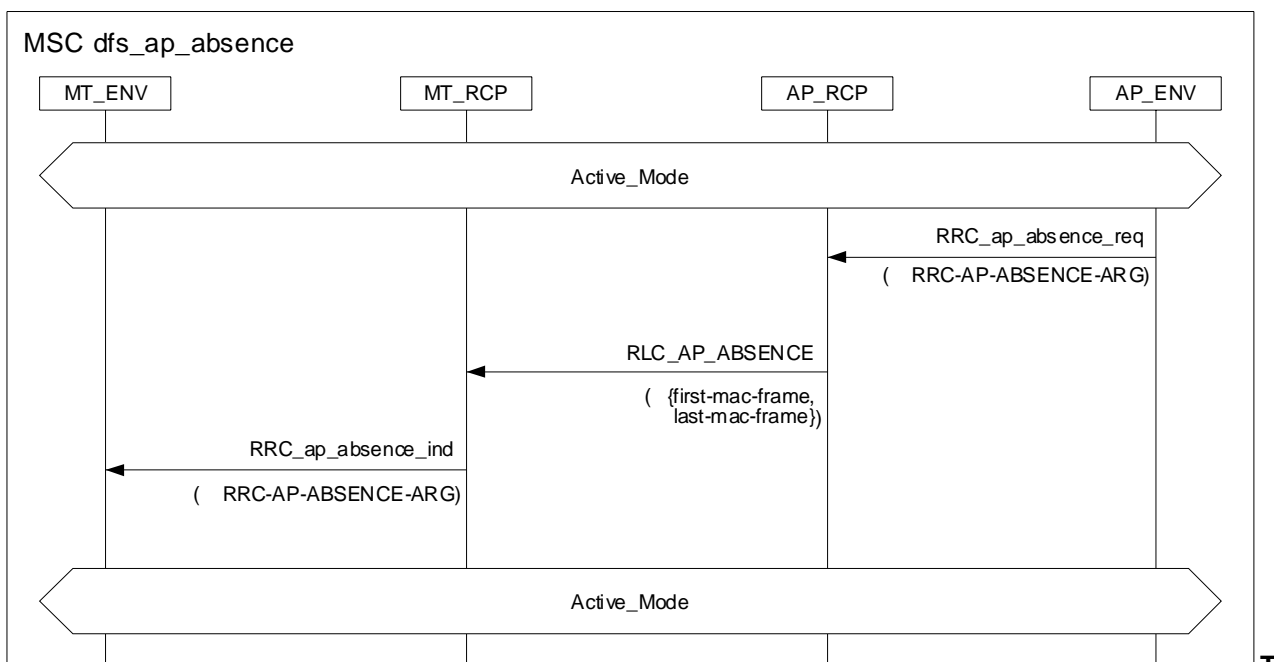 MSC dfs_ap_absence
MT_ENV
MT_RCP
AP_RCP
AP_ENV
Active_Mode
RRC_ap_absence_req
( RRC-AP-ABSENCE-ARG)
RLC_AP_ABSENCE
( {first-mac-frame,
last-mac-frame})
RRC_ap_absence_ind
( RRC-AP-ABSENCE-ARG)
Active_Mode